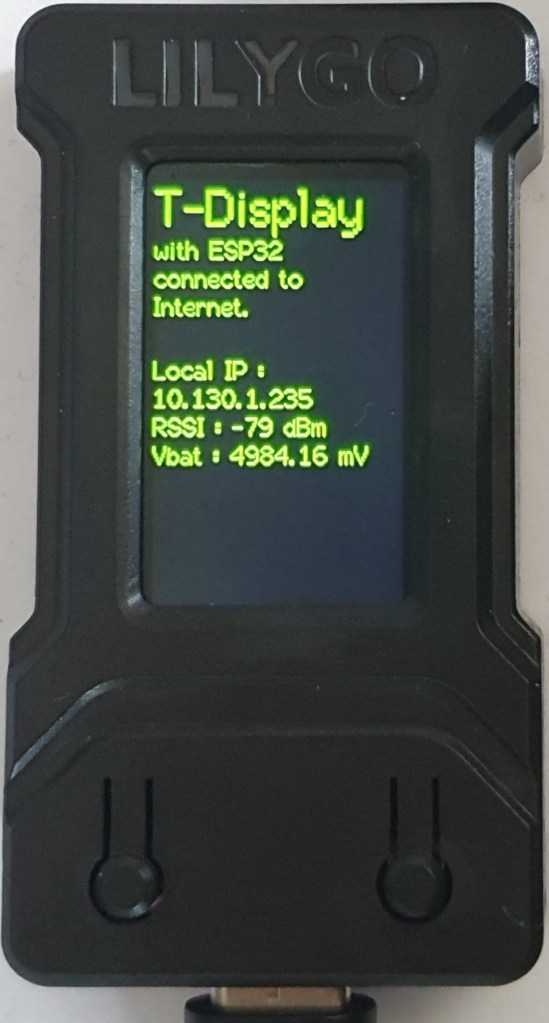 LILYGO
T-Display
with ESP32
connected to
Internet.
Local IP :
10.130.1.235
RSSI : -79 dBm
Vbat : 4984.16 mV